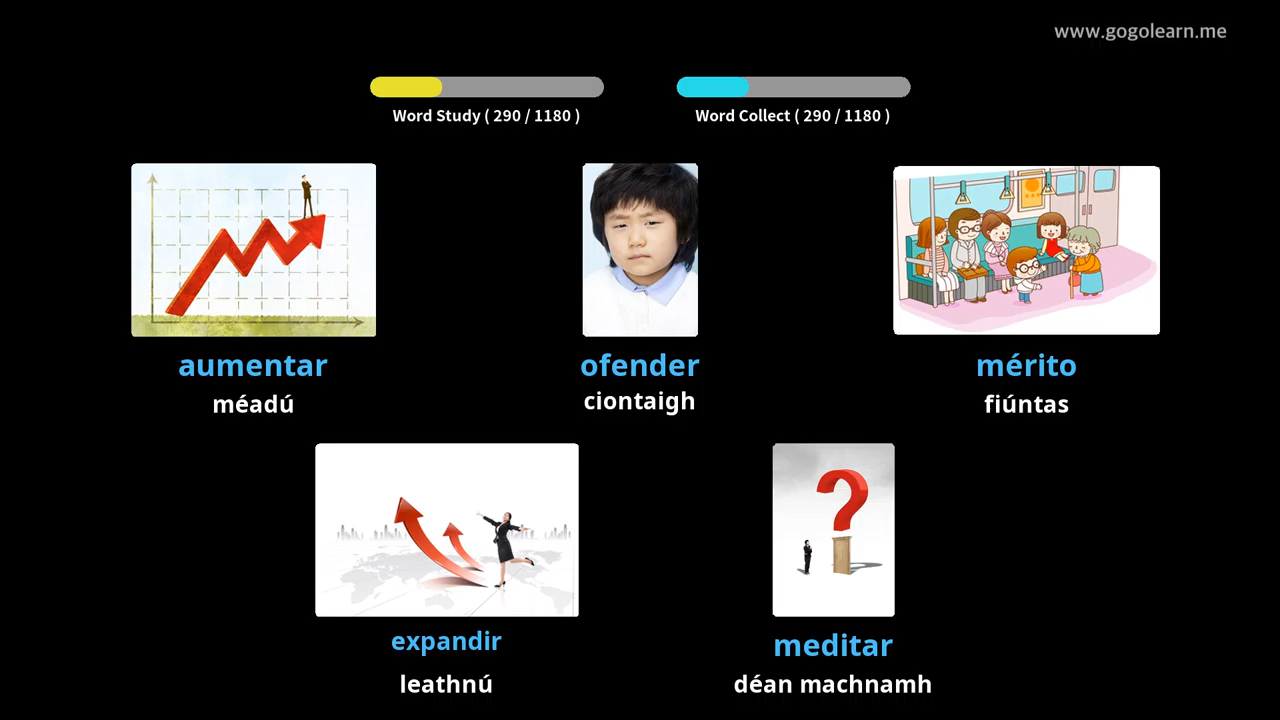 www.gogolearn.me
Word Study ( 290 / 1180 )
Word Collect ( 290 / 1180 )
aumentar
méadú
ofender
ciontaigh
mérito
fiúntas
expandir
leathnú
meditar
déan machnamh